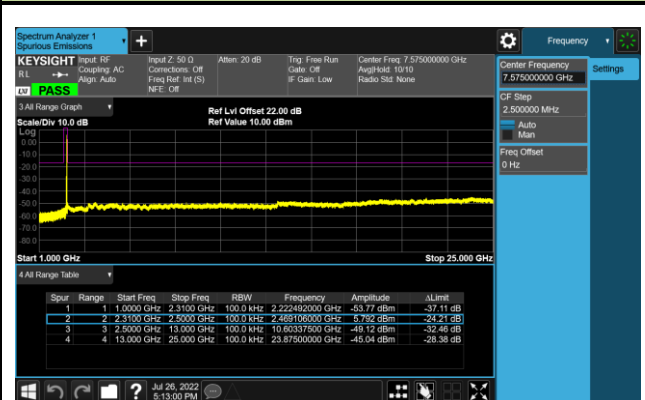 Spectrum Analyzer 1
Spurious Emissions
Frequency
KEYSIGHT
Input: RF
Coupling: AC
Align: Auto
Input Z: 50 Ω
Corrections: Off
Freq Ref: Int (S)
NFE: Off
Atten: 20 dB
Trig: Free Run
Gate: Off
IF Gain: Low
Center Freq: 7.575000000 GHz
Avg|Hold: 10/10
Radio Std: None
RL
LXI
PASS
Center Frequency
7.575000000 GHz
Settings
CF Step
2.500000 MHz
Auto
Man
Freq Offset
0 Hz
3 All Range Graph
Scale/Div 10.0 dB
Ref Lvl Offset 22.00 dB
Ref Value 10.00 dBm
Log
0.00
-10.0
-20.0
-30.0
-40.0
-50.0
-60.0
-70.0
-80.0
Start 1.000 GHz
Stop 25.000 GHz
4 All Range Table
Spur Range Start Freq Stop Freq RBW Frequency Amplitude ΔLimit
1 1 1.0000 GHz 2.3100 GHz 100.0 kHz 2.222492000 GHz -53.77 dBm -37.11 dB
2 2 2.3100 GHz 2.5000 GHz 100.0 kHz 2.469106000 GHz 5.792 dBm -24.21 dB
3 3 2.5000 GHz 13.000 GHz 100.0 kHz 10.60337500 GHz -49.12 dBm -32.46 dB
4 4 13.000 GHz 25.000 GHz 100.0 kHz 23.87500000 GHz -45.04 dBm -28.38 dB
?
Jul 26, 2022
5:13:00 PM